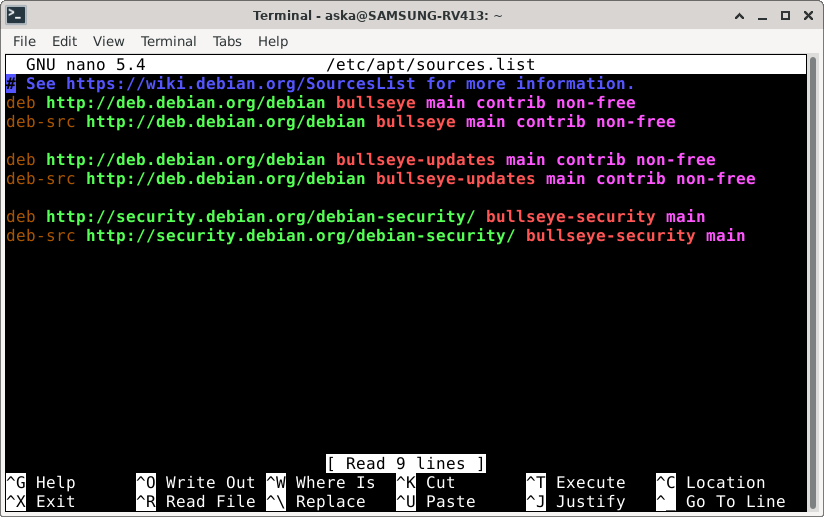 Terminal - aska@SAMSUNG-RV413: ~
File Edit View Terminal Tabs Help
GNU nano 5.4 /etc/apt/sources.list
# See https://wiki.debian.org/SourcesList for more information.
deb http://deb.debian.org/debian bullseye main contrib non-free
deb-src http://deb.debian.org/debian bullseye main contrib non-free
deb http://deb.debian.org/debian bullseye-updates main contrib non-free
deb-src http://deb.debian.org/debian bullseye-updates main contrib non-free
deb http://security.debian.org/debian-security/ bullseye-security main
deb-src http://security.debian.org/debian-security/ bullseye-security main
[ Read 9 lines ]
^G Help ^O Write Out ^W Where Is ^K Cut ^T Execute ^C Location
^X Exit ^R Read File ^\ Replace ^U Paste ^J Justify ^_ Go To Line